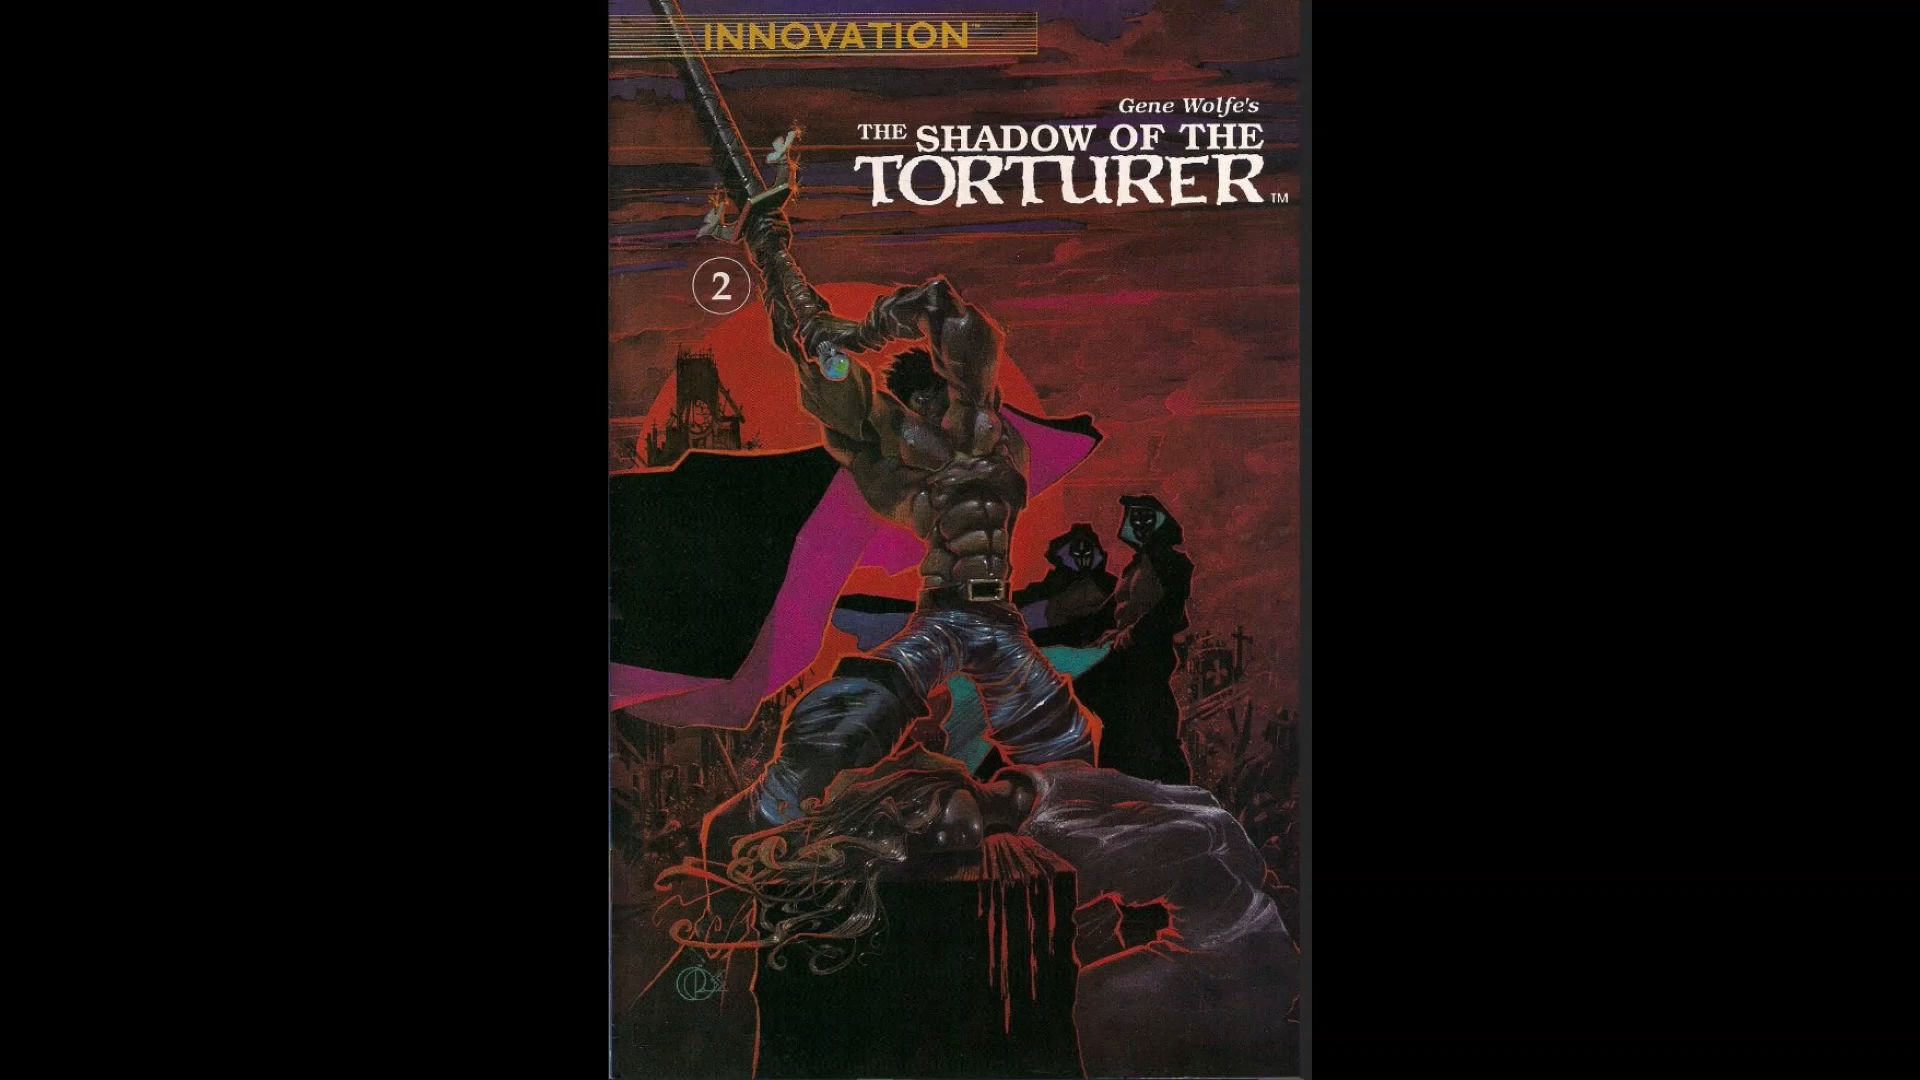 INNOVATION™
Gene Wolfe's
THE SHADOW OF THE
TORTURER™
2